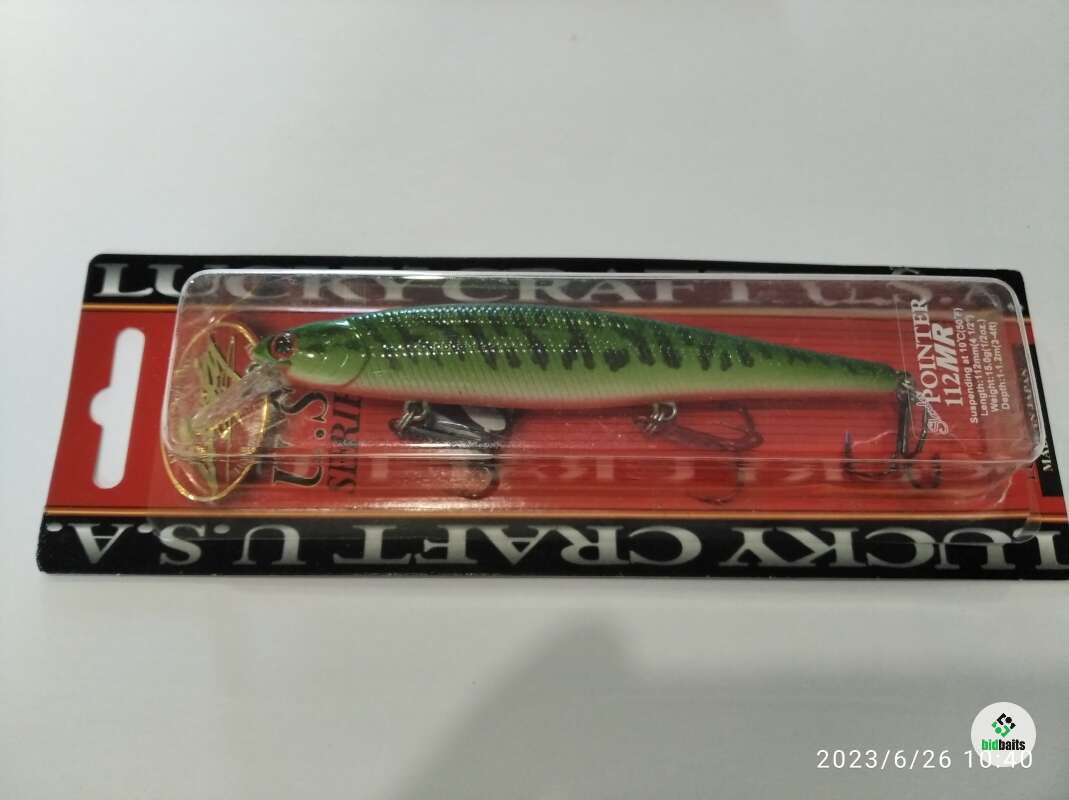 LUCKY CRAFT U.S.A
U.S
SERIE
POINTER
112MR
Suspending at 10°C(50°F)
Length:112mm(4 1/2")
Weight:15.0g(1/2oz.)
Depth:1-1.2m(3-4ft)
LUCKY CRAFT U.S.A.
bidbaits
2023/6/26 10:40